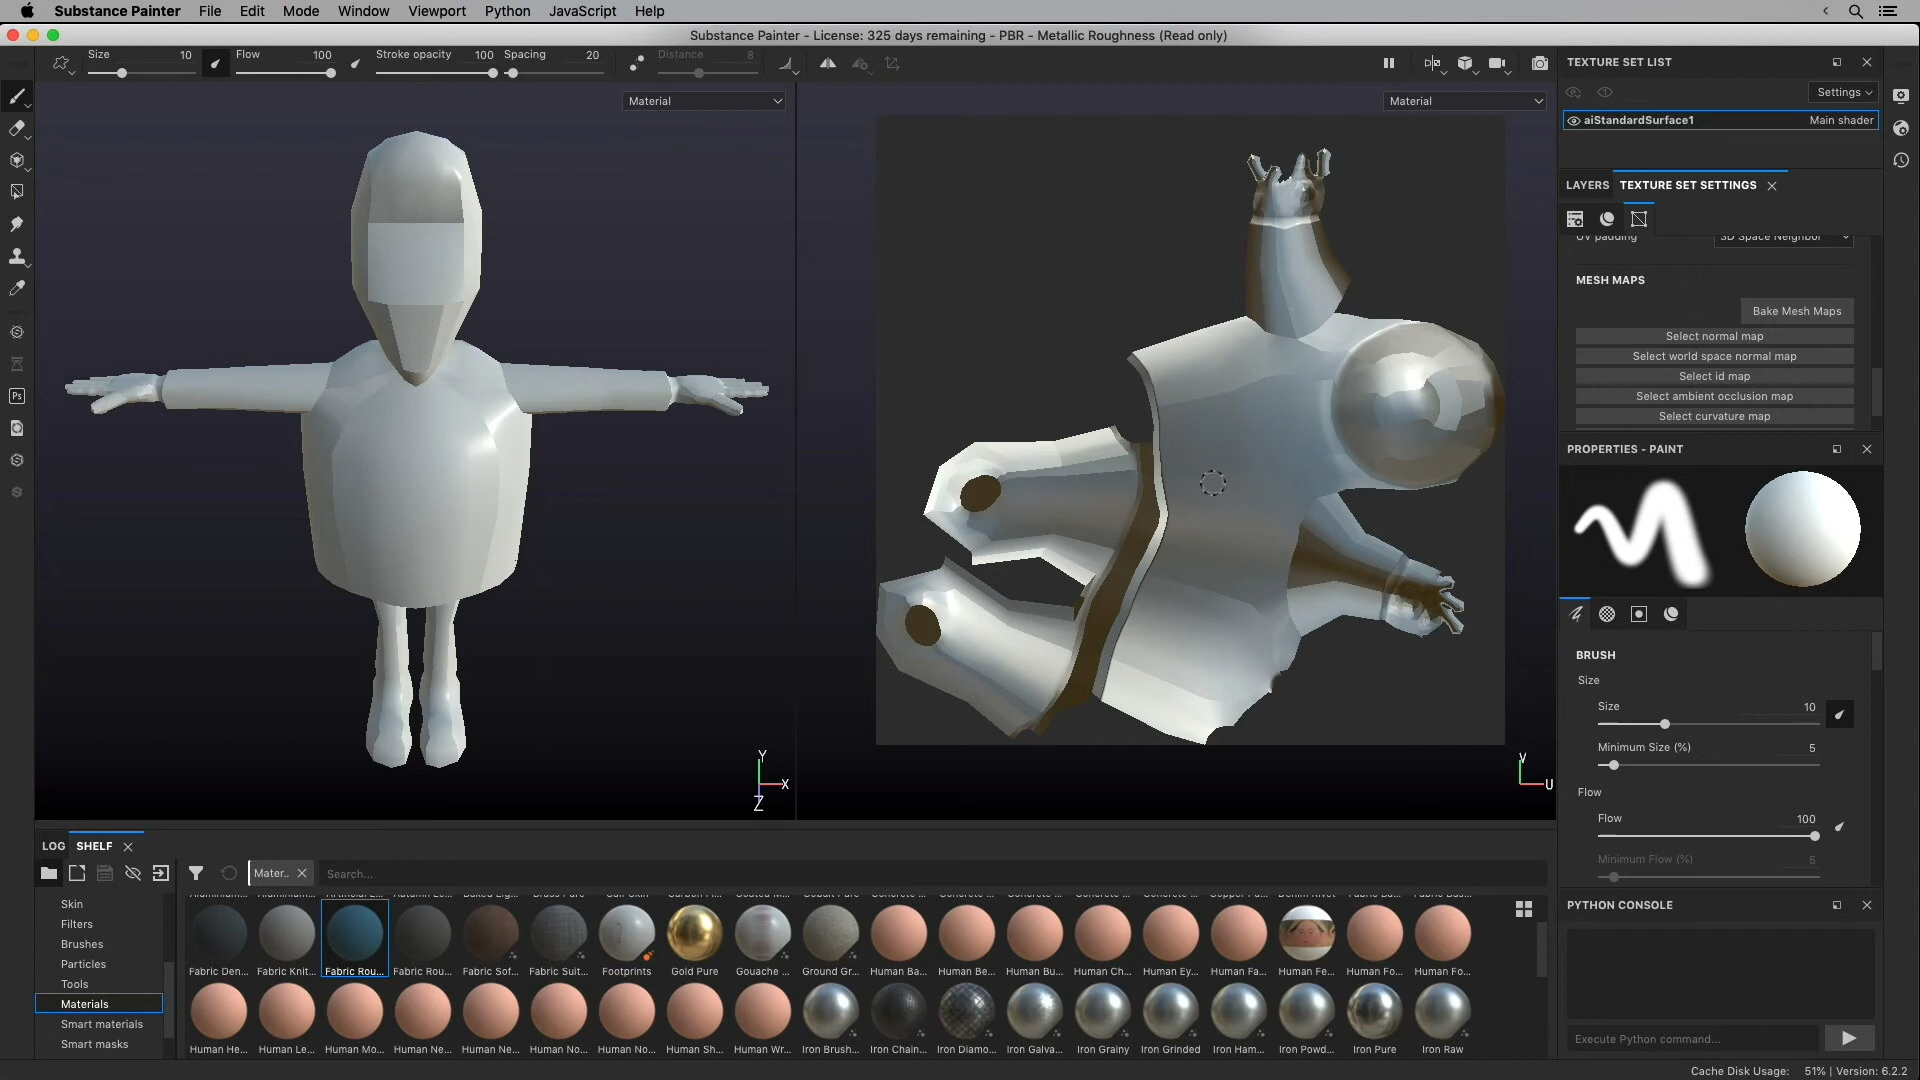 Substance Painter File Edit Mode Window Viewport Python JavaScript Help
Substance Painter - License: 325 days remaining - PBR - Metallic Roughness (Read only)
Size 10 Flow 100 Stroke opacity 100 Spacing 20 Distance 8
Material
Material
TEXTURE SET LIST
Settings
aiStandardSurface1 Main shader
LAYERS TEXTURE SET SETTINGS
UV padding 3D Space Neighbor
MESH MAPS
Bake Mesh Maps
Select normal map
Select world space normal map
Select id map
Select ambient occlusion map
Select curvature map
PROPERTIES - PAINT
BRUSH
Size
Size 10
Minimum Size (%) 5
Flow
Flow 100
Minimum Flow (%) 5
Ps
Y
X
Z
V
U
LOG SHELF
Mater.. Search...
Skin
Filters
Brushes
Particles
Tools
Materials
Smart materials
Smart masks
Fabric Den... Fabric Knit... Fabric Rou... Fabric Rou... Fabric Sof... Fabric Suit... Footprints Gold Pure Gouache ... Ground Gr... Human Ba... Human Be... Human Bu... Human Ch... Human Ey... Human Fa... Human Fe... Human Fo... Human Fo...
Human He... Human Le... Human Mo... Human Ne... Human Ne... Human No... Human No... Human Sh... Human Wr... Iron Brush... Iron Chain... Iron Diamo... Iron Galva... Iron Grainy Iron Grinded Iron Ham... Iron Powd... Iron Pure Iron Raw
PYTHON CONSOLE
Execute Python command...
Cache Disk Usage: 51% | Version: 6.2.2